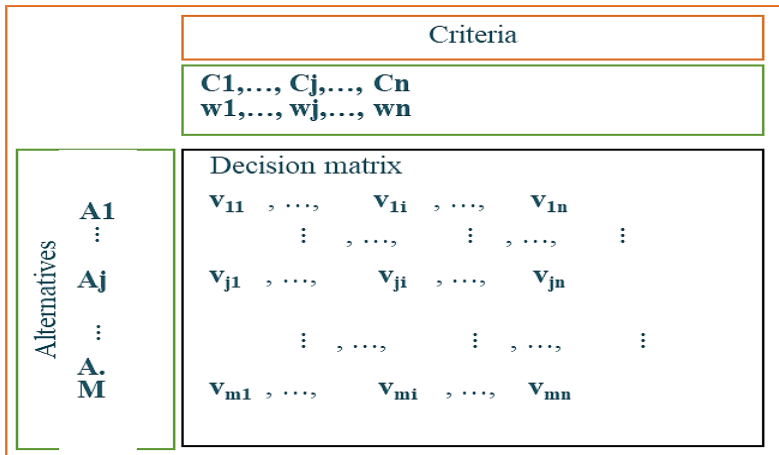 Criteria
C1,…, Cj,…, Cn
w1,…, wj,…, wn
Decision matrix
Alternatives
A1
⋮
Aj
⋮
A.
M
v11 , …, v1i , …, v1n
⋮ , …, ⋮ , …, ⋮
vj1 , …, vji , …, vjn
⋮ , …, ⋮ , …, ⋮
vm1 , …, vmi , …, vmn